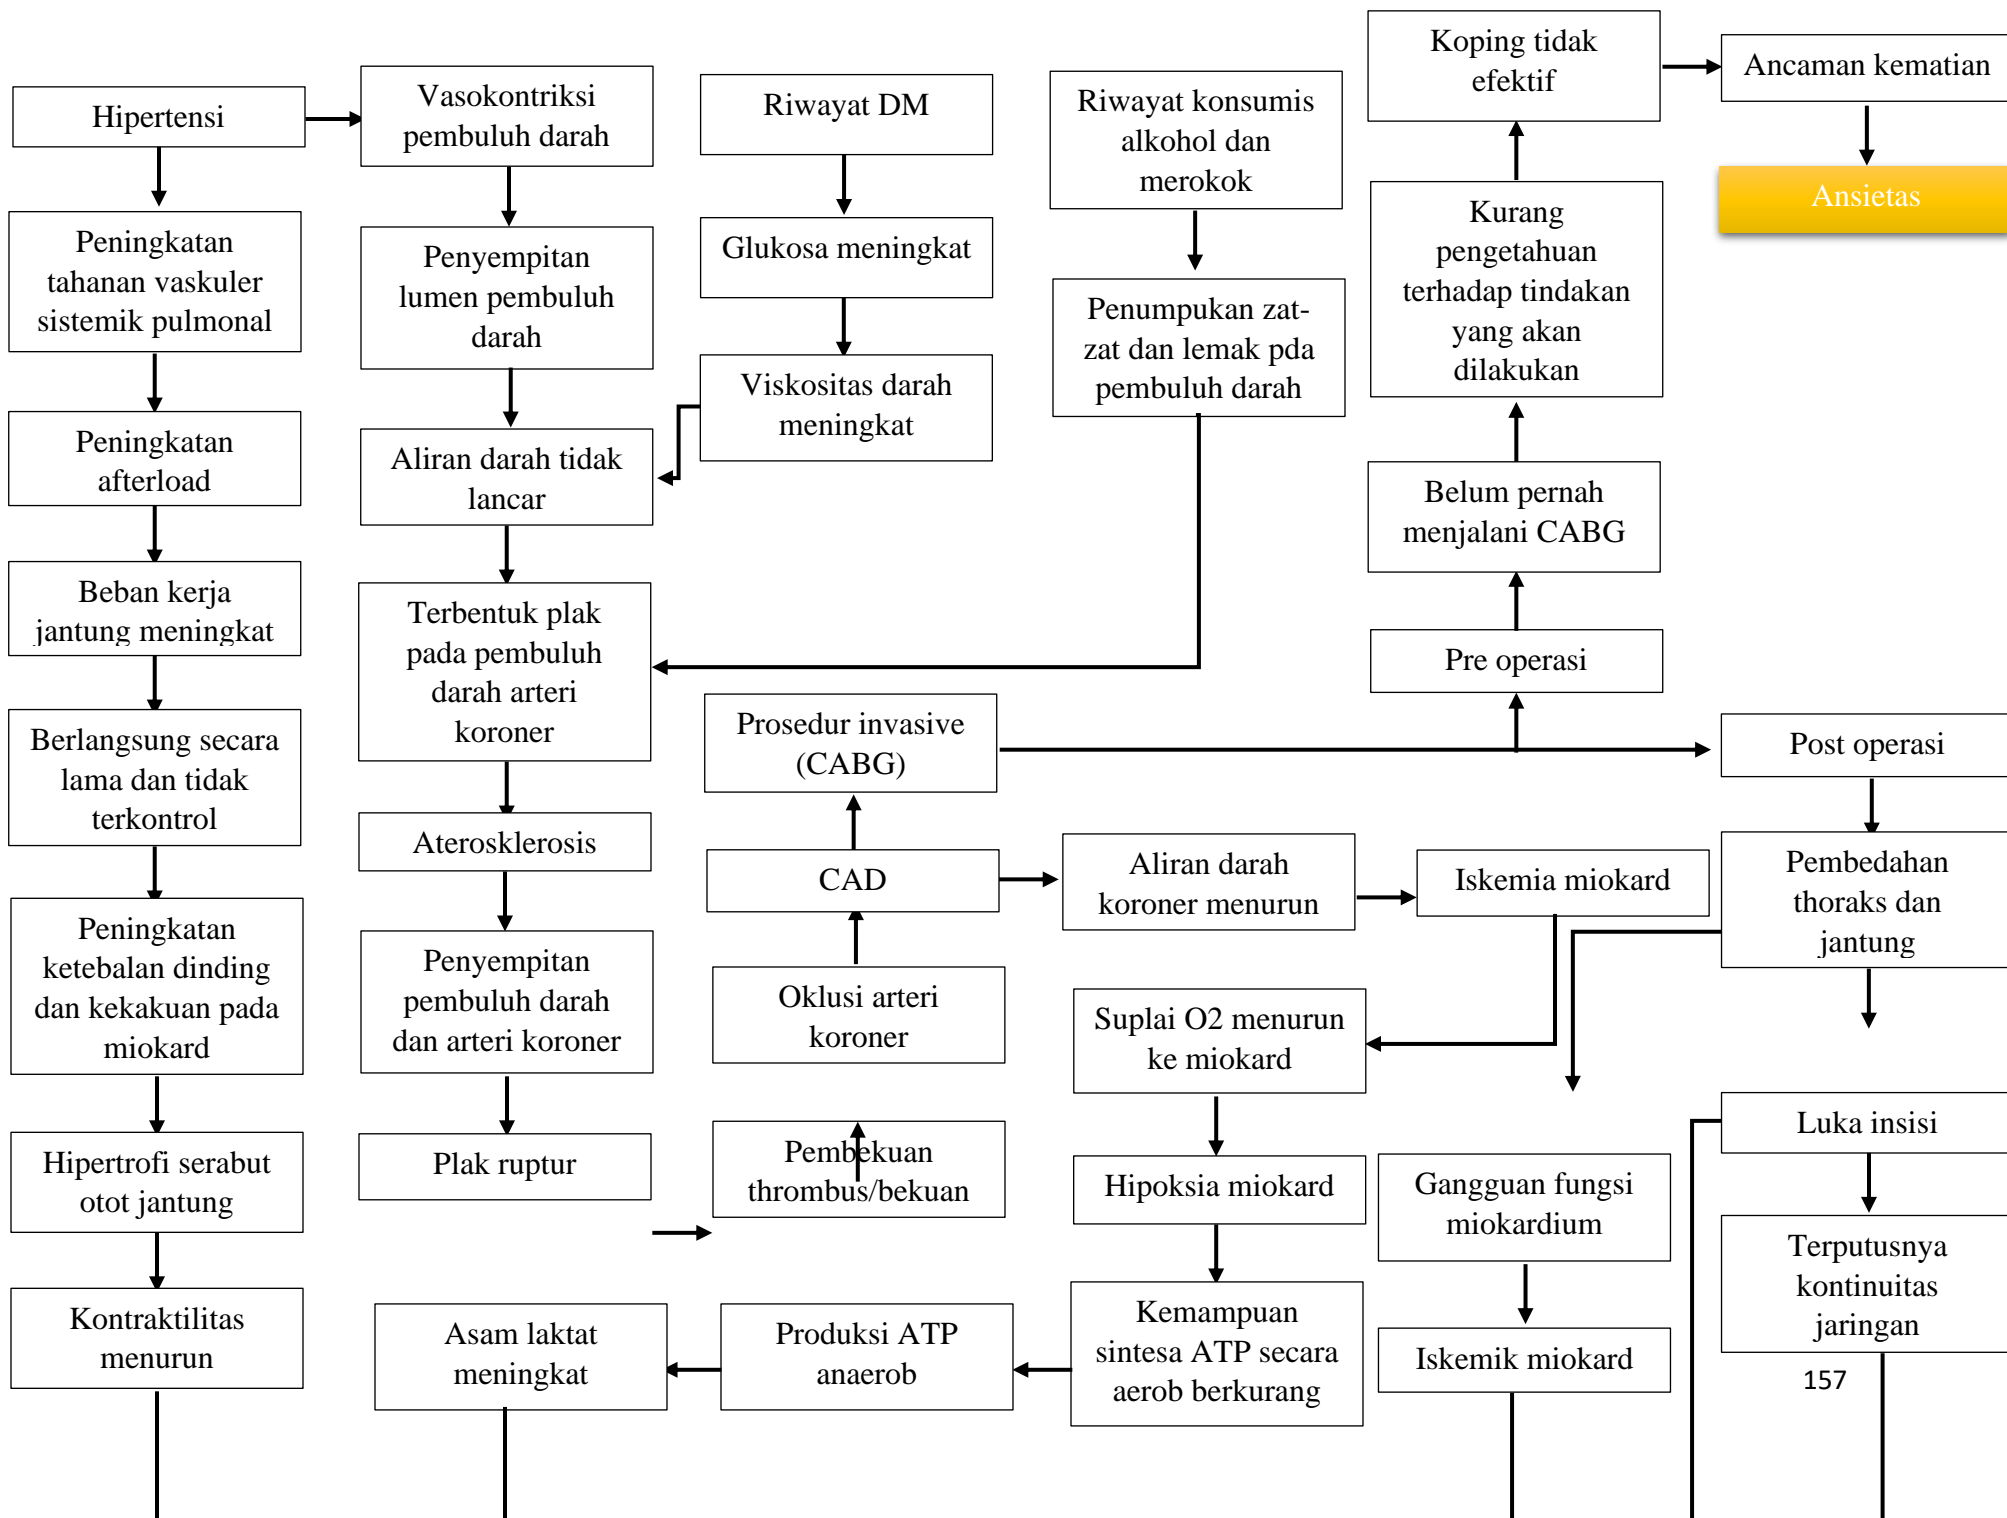 Hipertensi
Vasokontriksi
pembuluh darah
Riwayat DM
Riwayat konsumis
alkohol dan
merokok
Koping tidak
efektif
Ancaman kematian
Ansietas
Peningkatan
tahanan vaskuler
sistemik pulmonal
Penyempitan
lumen pembuluh
darah
Glukosa meningkat
Penumpukan zat-
zat dan lemak pda
pembuluh darah
Kurang
pengetahuan
terhadap tindakan
yang akan
dilakukan
Peningkatan
afterload
Aliran darah tidak
lancar
Viskositas darah
meningkat
Belum pernah
menjalani CABG
Beban kerja
jantung meningkat
Terbentuk plak
pada pembuluh
darah arteri
koroner
Pre operasi
Berlangsung secara
lama dan tidak
terkontrol
Prosedur invasive
(CABG)
Post operasi
Aterosklerosis
CAD
Aliran darah
koroner menurun
Iskemia miokard
Pembedahan
thoraks dan
jantung
Peningkatan
ketebalan dinding
dan kekakuan pada
miokard
Penyempitan
pembuluh darah
dan arteri koroner
Oklusi arteri
koroner
Suplai O2 menurun
ke miokard
Hipertrofi serabut
otot jantung
Plak ruptur
Pembekuan
thrombus/bekuan
Hipoksia miokard
Gangguan fungsi
miokardium
Luka insisi
Kontraktilitas
menurun
Asam laktat
meningkat
Produksi ATP
anaerob
Kemampuan
sintesa ATP secara
aerob berkurang
Iskemik miokard
Terputusnya
kontinuitas
jaringan
157